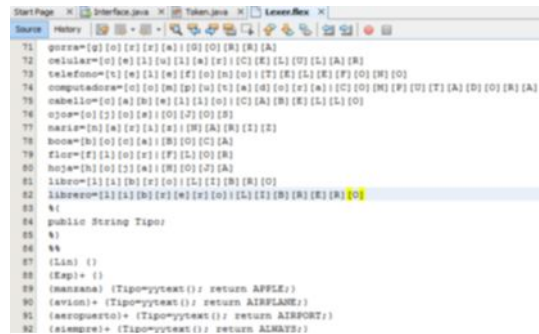 Start Page Interface.java Token.java Lexer.flex
Source History
71 gorra=[g][o][r][r][a]|[G][O][R][R][A]
72 celular=[c][e][l][u][l][a][r]|[C][E][L][U][L][A][R]
73 telefono=[t][e][l][e][f][o][n][o]|[T][E][L][E][F][O][N][O]
74 computadora=[c][o][m][p][u][t][a][d][o][r][a]|[C][O][M][P][U][T][A][D][O][R][A]
75 cabello=[c][a][b][e][l][l][o]|[C][A][B][E][L][L][O]
76 ojos=[o][j][o][s]|[O][J][O][S]
77 nariz=[n][a][r][i][z]|[N][A][R][I][Z]
78 boca=[b][o][c][a]|[B][O][C][A]
79 flor=[f][l][o][r]|[F][L][O][R]
80 hoja=[h][o][j][a]|[H][O][J][A]
81 libro=[l][i][b][r][o]|[L][I][B][R][O]
82 librero=[l][i][b][r][e][r][o]|[L][I][B][R][E][R][O]
83 %{
84 public String Tipo;
85 %}
86 %%
87 {Lin} {}
88 {Esp}+ {}
89 {manzana} {Tipo=yytext(); return APPLE;}
90 {avion}+ {Tipo=yytext(); return AIRPLANE;}
91 {aeropuerto}+ {Tipo=yytext(); return AIRPORT;}
92 {siempre}+ {Tipo=yytext(); return ALWAYS;}